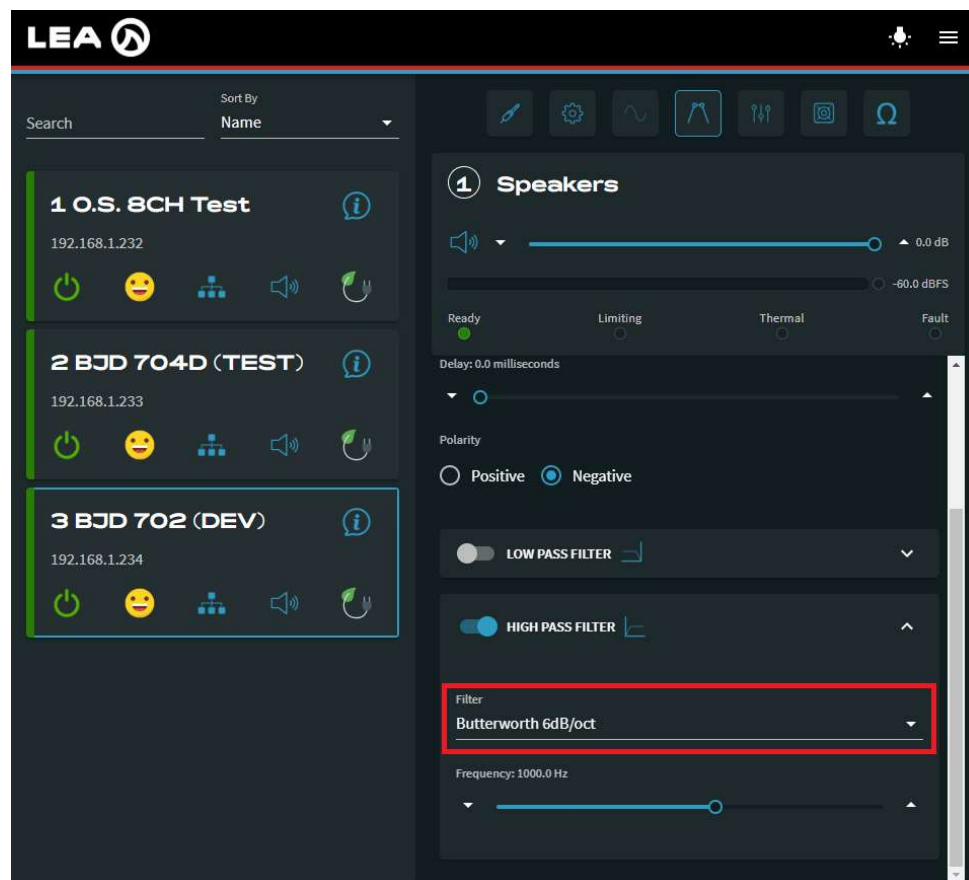 LEA
Sort By
Search
Name
1 O.S. 8CH Test
192.168.1.232
2 BJD 704D (TEST)
192.168.1.233
3 BJD 702 (DEV)
192.168.1.234
Ω
1 Speakers
0.0 dB
-60.0 dBFS
Ready Limiting Thermal Fault
Delay: 0.0 milliseconds
Polarity
Positive Negative
LOW PASS FILTER
HIGH PASS FILTER
Filter
Butterworth 6dB/oct
Frequency: 1000.0 Hz